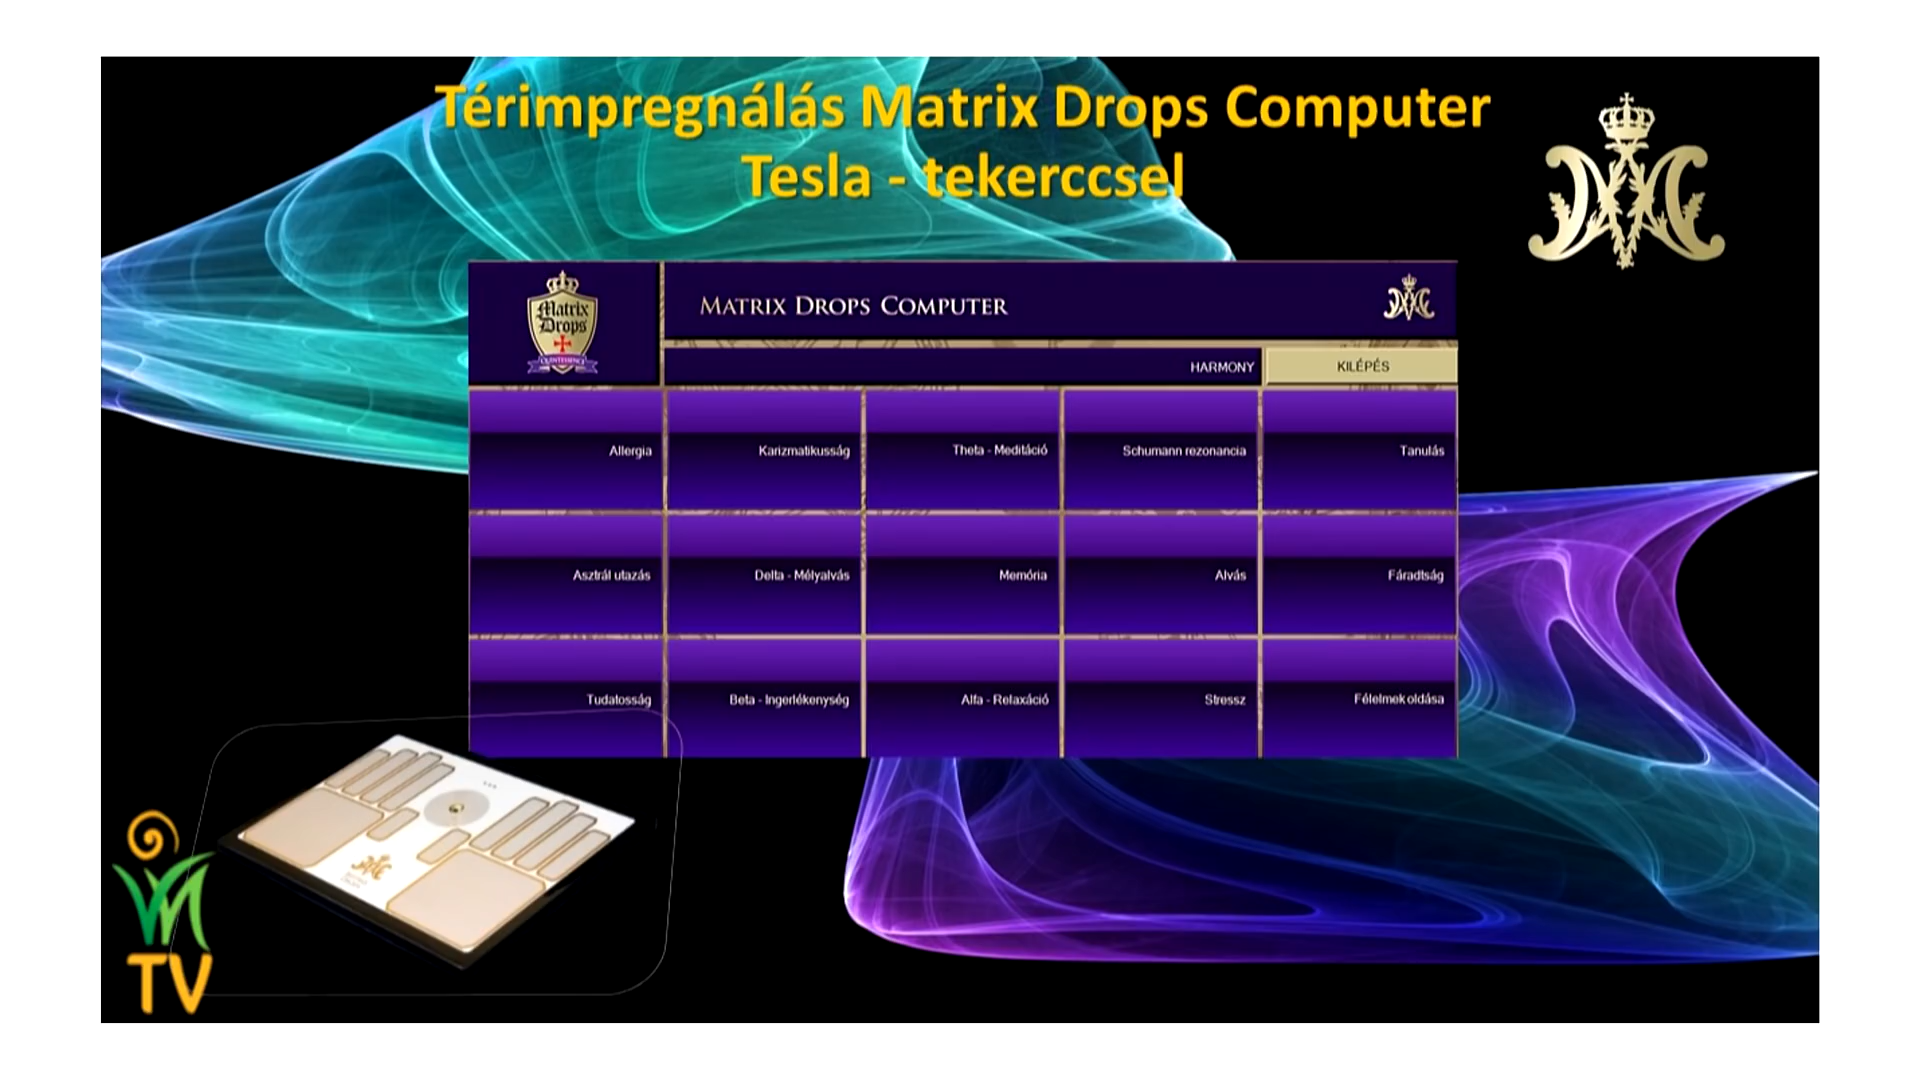 Térimpregnálás Matrix Drops Computer
Tesla - tekerccsel
Matrix
Drops
QUINTESSENCE
MATRIX DROPS COMPUTER
HARMONY
KILÉPÉS
Allergia
Karizmatikusság
Theta - Meditáció
Schumann rezonancia
Tanulás
Asztrál utazás
Delta - Mélyalvás
Memória
Alvás
Fáradtság
Tudatosság
Beta - Ingerlékenység
Alfa - Relaxáció
Stressz
Félelmek oldása
TV